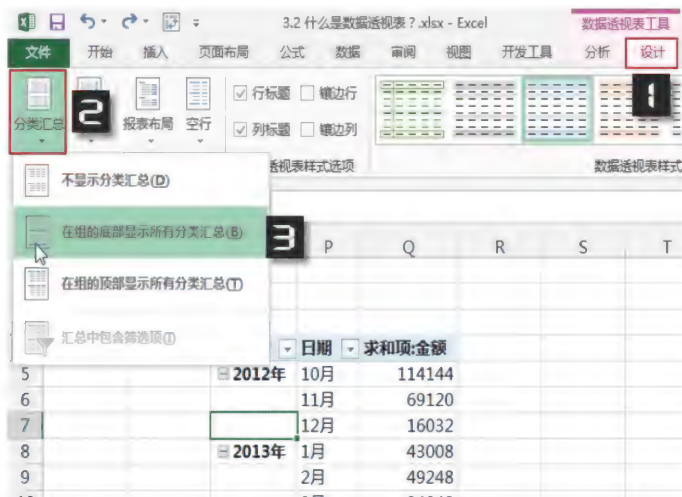 3.2 什么是数据透视表？.xlsx - Excel 数据透视表工具
文件 开始 插入 页面布局 公式 数据 审阅 视图 开发工具 分析 设计
1
分类汇总 2 报表布局 空行 行标题 镶边行
列标题 镶边列
透视表样式选项 数据透视表样式
不显示分类汇总(D)
在组的底部显示所有分类汇总(B) 3
P Q R S T
在组的顶部显示所有分类汇总(T)
汇总中包含筛选项(I)
日期 求和项:金额
5 2012年 10月 114144
6 11月 69120
7 12月 16032
8 2013年 1月 43008
9 2月 49248